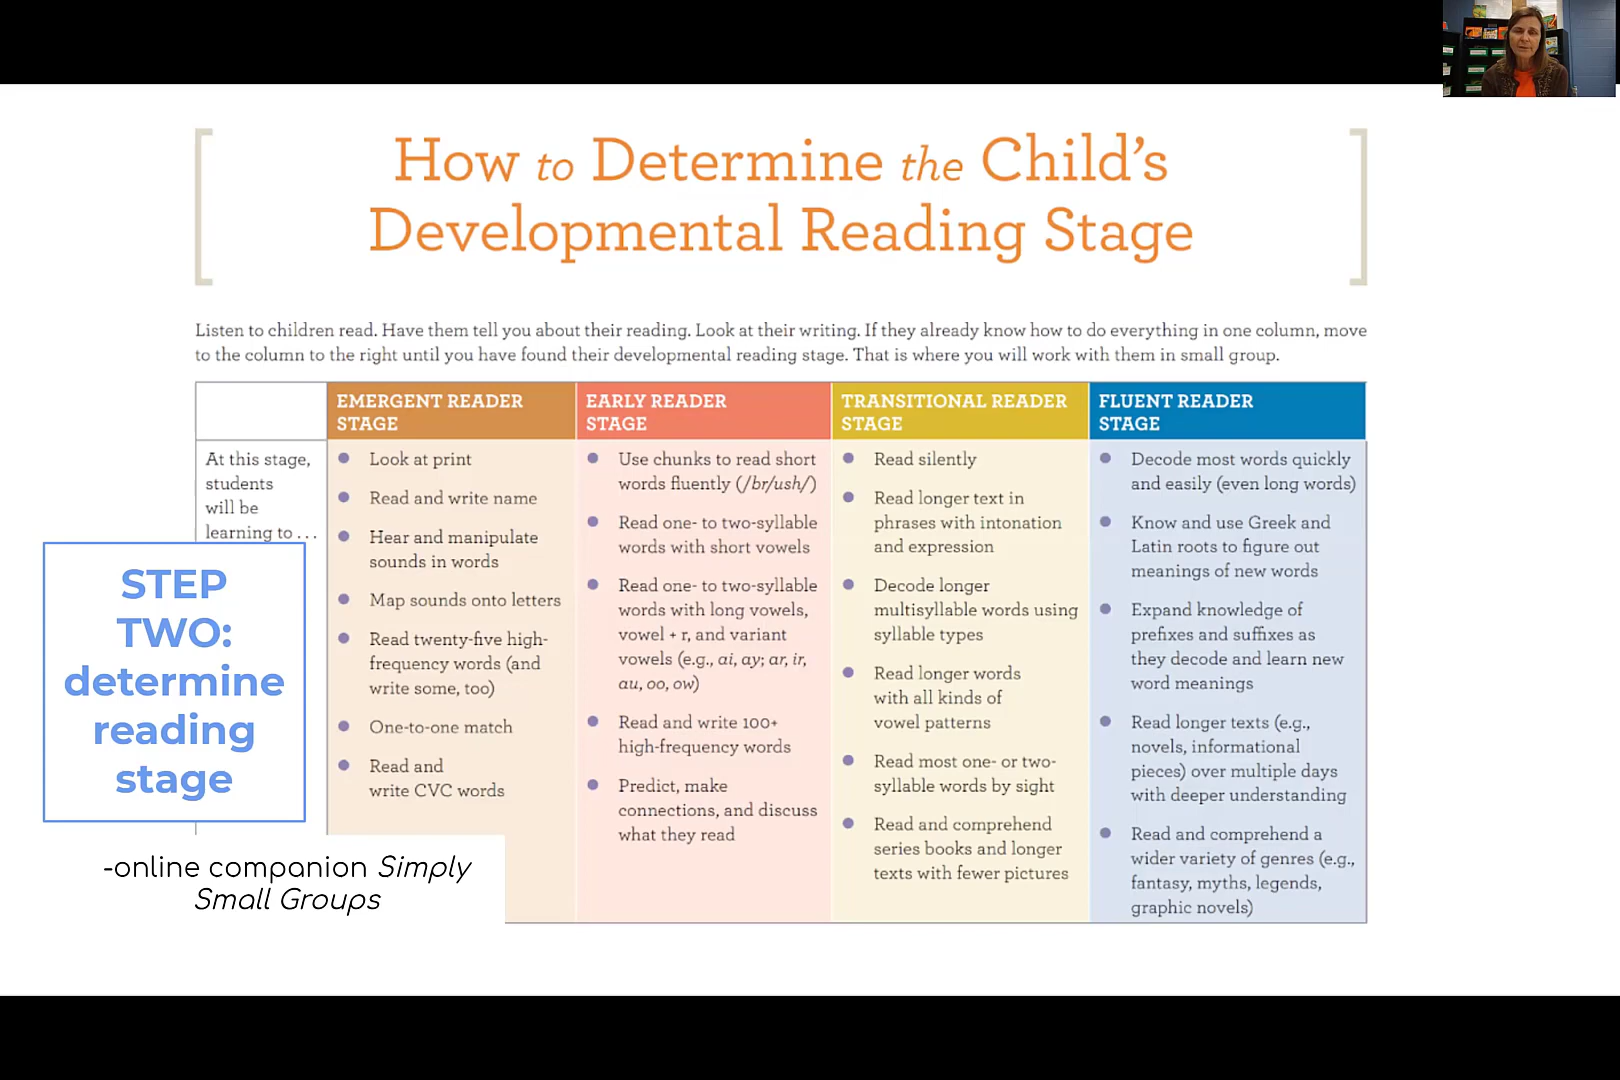 How to Determine the Child's
Developmental Reading Stage
Listen to children read. Have them tell you about their reading. Look at their writing. If they already know how to do everything in one column, move
to the column to the right until you have found their developmental reading stage. That is where you will work with them in small group.
EMERGENT READER
STAGE
EARLY READER
STAGE
TRANSITIONAL READER
STAGE
FLUENT READER
STAGE
At this stage,
students
will be
learning to . . .
Look at print
Read and write name
Hear and manipulate
sounds in words
Map sounds onto letters
Read twenty-five high-
frequency words (and
write some, too)
One-to-one match
Read and
write CVC words
Use chunks to read short
words fluently (/br/ush/)
Read one- to two-syllable
words with short vowels
Read one- to two-syllable
words with long vowels,
vowel + r, and variant
vowels (e.g., ai, ay; ar, ir,
au, oo, ow)
Read and write 100+
high-frequency words
Predict, make
connections, and discuss
what they read
Read silently
Read longer text in
phrases with intonation
and expression
Decode longer
multisyllable words using
syllable types
Read longer words
with all kinds of
vowel patterns
Read most one- or two-
syllable words by sight
Read and comprehend
series books and longer
texts with fewer pictures
Decode most words quickly
and easily (even long words)
Know and use Greek and
Latin roots to figure out
meanings of new words
Expand knowledge of
prefixes and suffixes as
they decode and learn new
word meanings
Read longer texts (e.g.,
novels, informational
pieces) over multiple days
with deeper understanding
Read and comprehend a
wider variety of genres (e.g.,
fantasy, myths, legends,
graphic novels)
STEP
TWO:
determine
reading
stage
-online companion Simply
Small Groups